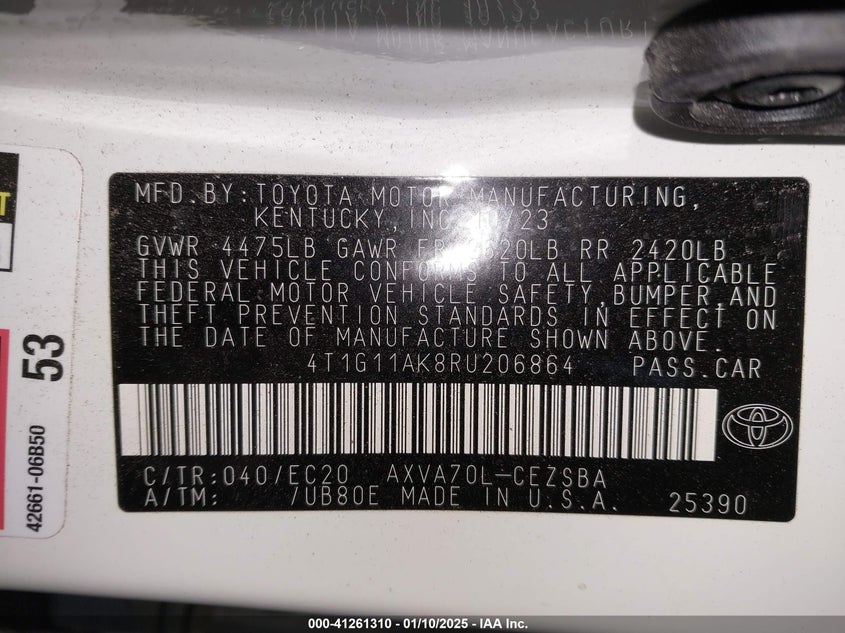 MFD.BY:TOYOTA MOTOR MANUFACTURING,
KENTUCKY,INC. /23
GVWR 4475LB GAWR 20LB RR 2420LB
THIS VEHICLE CONFORMS TO ALL APPLICABLE
FEDERAL MOTOR VEHICLE SAFETY,BUMPER,AND
THEFT PREVENTION STANDARDS IN EFFECT ON
THE DATE OF MANUFACTURE SHOWN ABOVE.
4T1G11AK8RU206864 PASS.CAR
C/TR:040/EC20 AXVA70L-CEZSBA
A/TM: /UB80E MADE IN U.S.A. 25390
53
42661-06B50
000-41261310 — 01/10/2025 - IAA Inc.